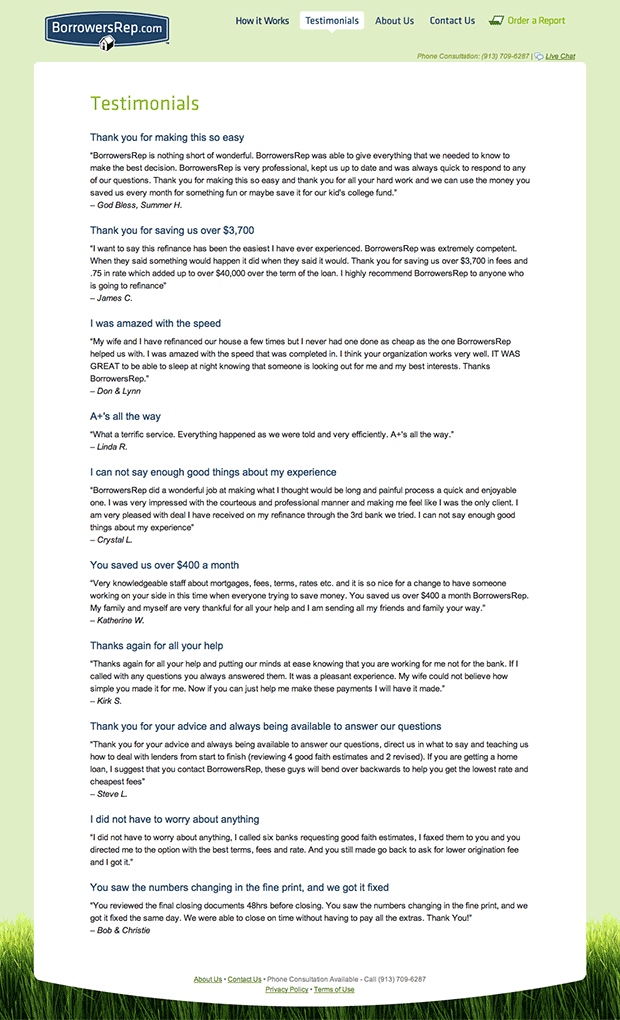 BorrowersRep.com
How it Works
Testimonials
About Us
Contact Us
Order a Report
Phone Consultation: (913) 709-6287 | Live Chat
Testimonials
Thank you for making this so easy
"BorrowersRep is nothing short of wonderful. BorrowersRep was able to give everything that we needed to know to
make the best decision. BorrowersRep is very professional, kept us up to date and was always quick to respond to any
of our questions. Thank you for making this so easy and thank you for all your hard work and we can use the money you
saved us every month for something fun or maybe save it for our kid's college fund."
– God Bless, Summer H.
Thank you for saving us over $3,700
"I want to say this refinance has been the easiest I have ever experienced. BorrowersRep was extremely competent.
When they said something would happen it did when they said it would. Thank you for saving us over $3,700 in fees and
.75 in rate which added up to over $40,000 over the term of the loan. I highly recommend BorrowersRep to anyone who
is going to refinance"
– James C.
I was amazed with the speed
"My wife and I have refinanced our house a few times but I never had one done as cheap as the one BorrowersRep
helped us with. I was amazed with the speed that was completed in. I think your organization works very well. IT WAS
GREAT to be able to sleep at night knowing that someone is looking out for me and my best interests. Thanks
BorrowersRep."
– Don & Lynn
A+'s all the way
"What a terrific service. Everything happened as we were told and very efficiently. A+'s all the way."
– Linda R.
I can not say enough good things about my experience
"BorrowersRep did a wonderful job at making what I thought would be long and painful process a quick and enjoyable
one. I was very impressed with the courteous and professional manner and making me feel like I was the only client. I
am very pleased with deal I have received on my refinance through the 3rd bank we tried. I can not say enough good
things about my experience"
– Crystal L.
You saved us over $400 a month
"Very knowledgeable staff about mortgages, fees, terms, rates etc. and it is so nice for a change to have someone
working on your side in this time when everyone trying to save money. You saved us over $400 a month BorrowersRep.
My family and myself are very thankful for all your help and I am sending all my friends and family your way."
– Katherine W.
Thanks again for all your help
"Thanks again for all your help and putting our minds at ease knowing that you are working for me not for the bank. If I
called with any questions you always answered them. It was a pleasant experience. My wife could not believe how
simple you made it for me. Now if you can just help me make these payments I will have it made."
– Kirk S.
Thank you for your advice and always being available to answer our questions
"Thank you for your advice and always being available to answer our questions, direct us in what to say and teaching us
how to deal with lenders from start to finish (reviewing 4 good faith estimates and 2 revised). If you are getting a home
loan, I suggest that you contact BorrowersRep, these guys will bend over backwards to help you get the lowest rate and
cheapest fees"
– Steve L.
I did not have to worry about anything
"I did not have to worry about anything, I called six banks requesting good faith estimates, I faxed them to you and you
directed me to the option with the best terms, fees and rate. And you still made go back to ask for lower origination fee
and I got it."
You saw the numbers changing in the fine print, and we got it fixed
"You reviewed the final closing documents 48hrs before closing. You saw the numbers changing in the fine print, and we
got it fixed the same day. We were able to close on time without having to pay all the extras. Thank You!"
– Bob & Christie
About Us • Contact Us • Phone Consultation Available - Call (913) 709-6287
Privacy Policy • Terms of Use